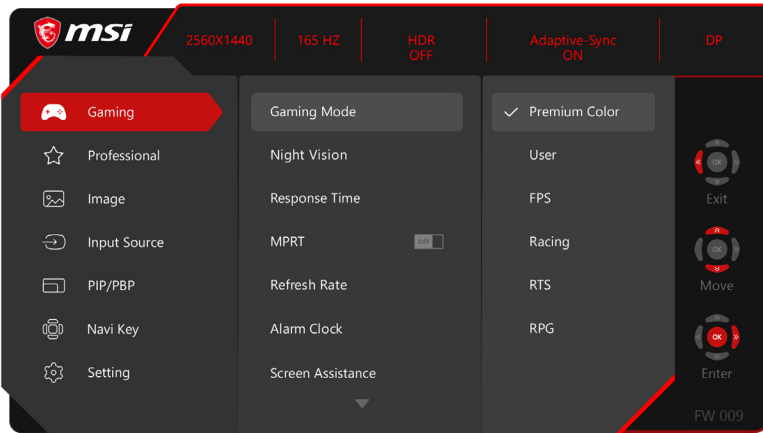 msi
2560X1440
165 HZ
HDR
OFF
Adaptive-Sync
ON
DP
Gaming
Professional
Image
Input Source
PIP/PBP
Navi Key
Setting
Gaming Mode
Night Vision
Response Time
MPRT
OFF
Refresh Rate
Alarm Clock
Screen Assistance
Premium Color
User
FPS
Racing
RTS
RPG
OK
Exit
OK
Move
OK
Enter
FW 009